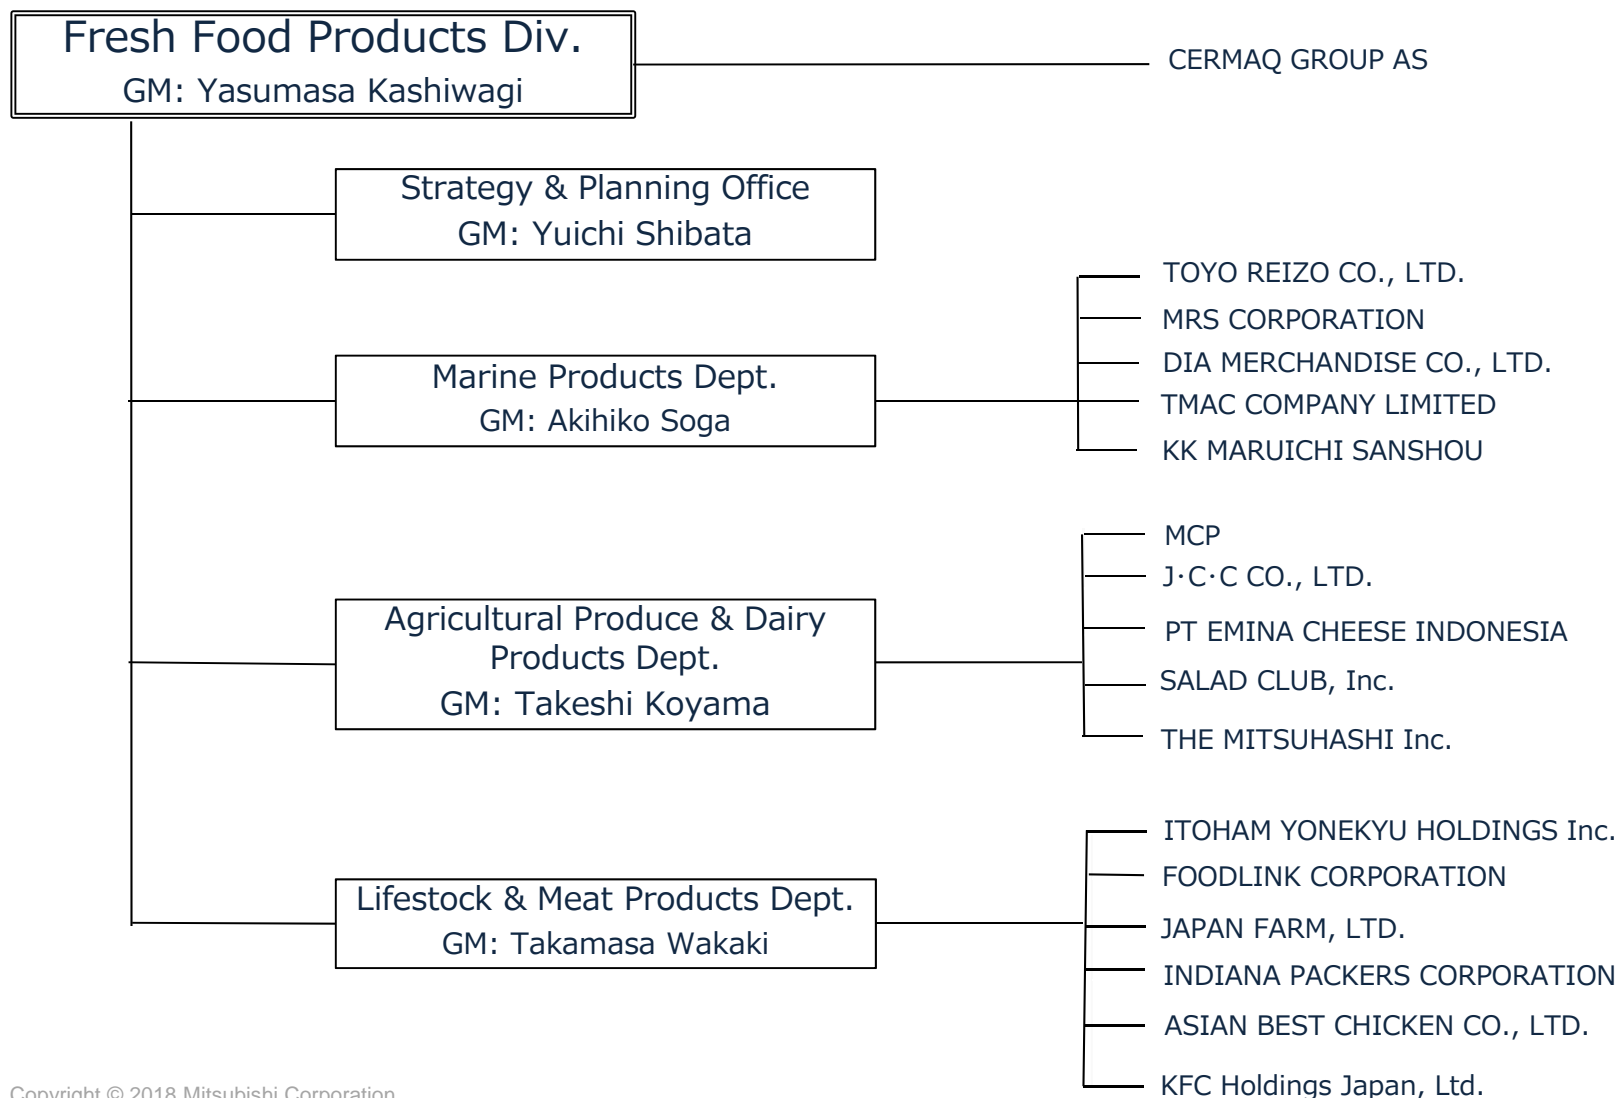 Fresh Food Products Div.
GM: Yasumasa Kashiwagi
CERMAQ GROUP AS
Strategy & Planning Office
GM: Yuichi Shibata
Marine Products Dept.
GM: Akihiko Soga
TOYO REIZO CO., LTD.
MRS CORPORATION
DIA MERCHANDISE CO., LTD.
TMAC COMPANY LIMITED
KK MARUICHI SANSHOU
Agricultural Produce & Dairy
Products Dept.
GM: Takeshi Koyama
MCP
J・C・C CO., LTD.
PT EMINA CHEESE INDONESIA
SALAD CLUB, Inc.
THE MITSUHASHI Inc.
Lifestock & Meat Products Dept.
GM: Takamasa Wakaki
ITOHAM YONEKYU HOLDINGS Inc.
FOODLINK CORPORATION
JAPAN FARM, LTD.
INDIANA PACKERS CORPORATION
ASIAN BEST CHICKEN CO., LTD.
KFC Holdings Japan, Ltd.
Copyright © 2018 Mitsubishi Corporation